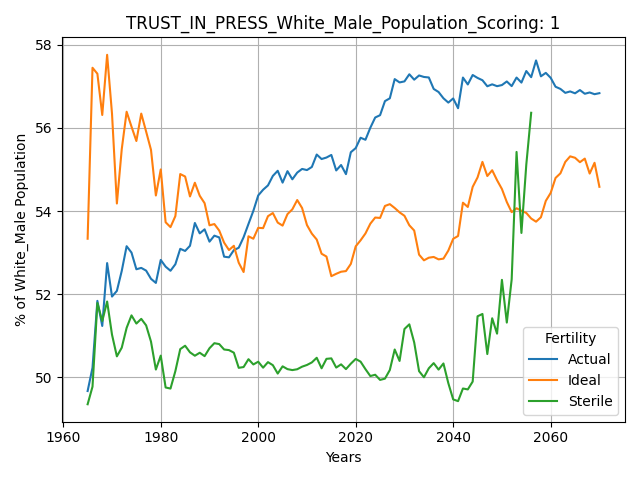 TRUST_IN_PRESS_White_Male_Population_Scoring: 1
% of White_Male Population
58
56
54
52
50
1960
1980
2000
2020
2040
2060
Years
Fertility
Actual
Ideal
Sterile